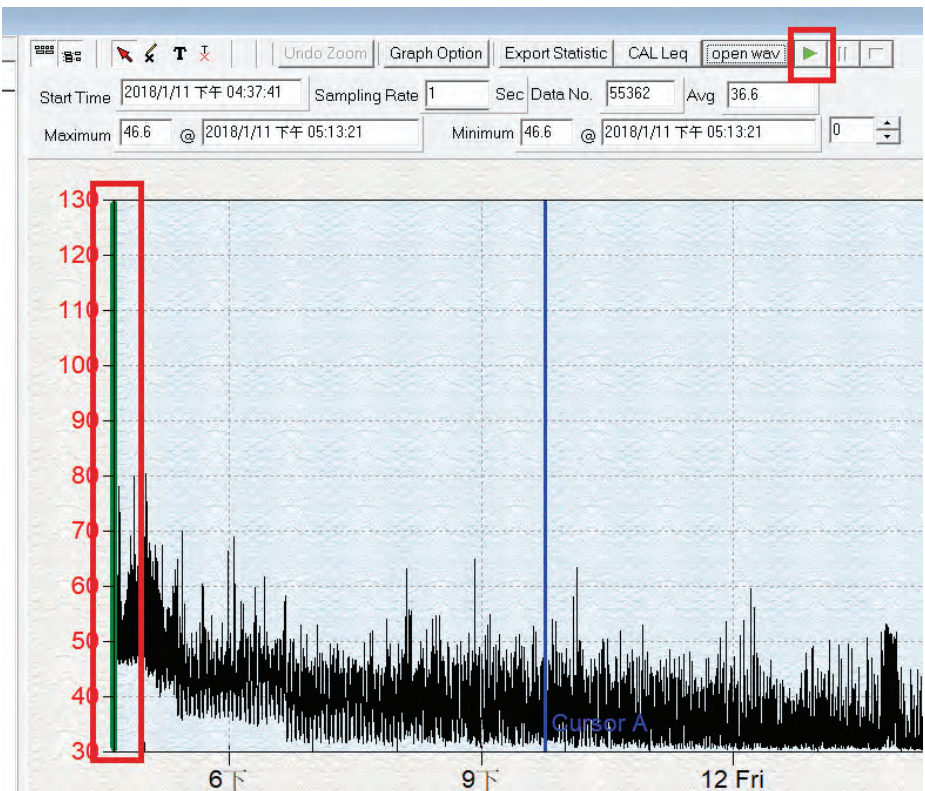 T T Undo Zoom Graph Option Export Statistic CAL Leq open wav
Start Time 2018/1/11 下午 04:37:41 Sampling Rate 1 Sec Data No. 55362 Avg 36.6
Maximum 46.6 @ 2018/1/11 下午 05:13:21 Minimum 46.6 @ 2018/1/11 下午 05:13:21 0
130
120
110
100
90
80
70
60
50
40
Cursor A
30
6下 9下 12 Fri